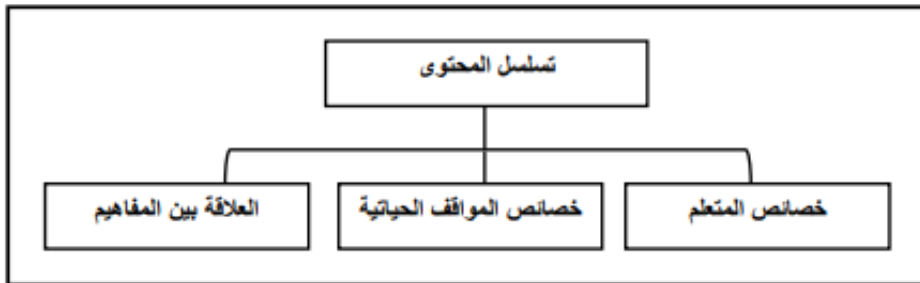 تسلسل المحتوى
خصائص المتعلم
خصائص المواقف الحياتية
العلاقة بين المفاهيم